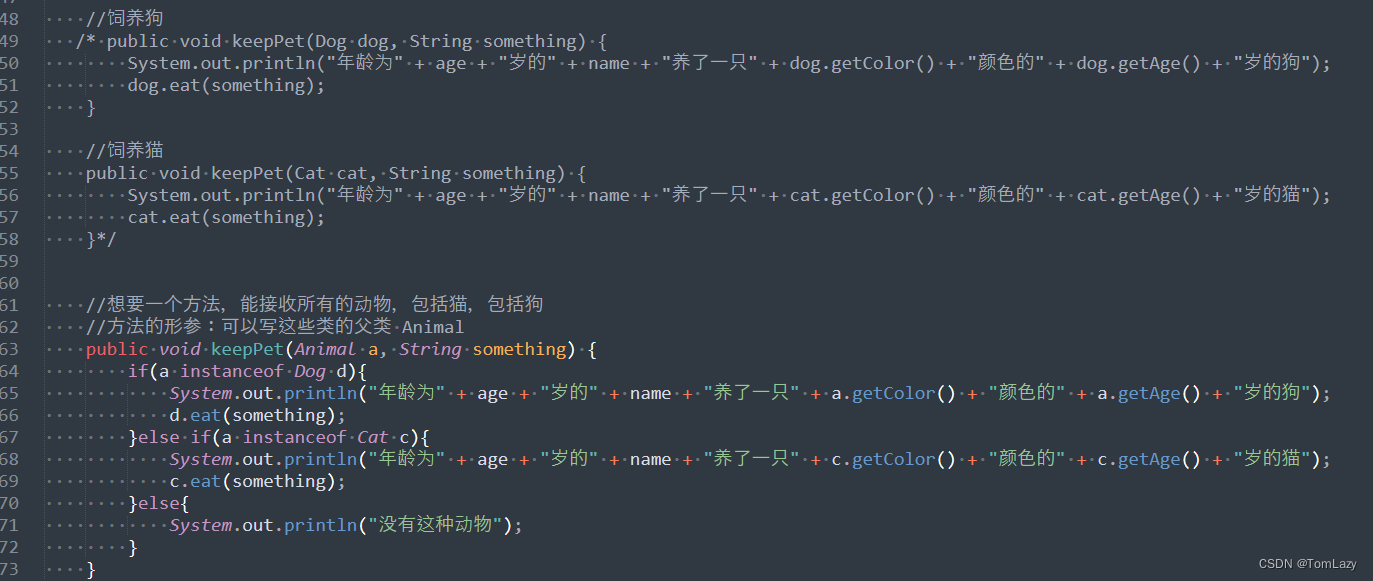 48 //饲养狗
49 /* public void keepPet(Dog dog, String something) {
50 System.out.println("年龄为" + age + "岁的" + name + "养了一只" + dog.getColor() + "颜色的" + dog.getAge() + "岁的狗");
51 dog.eat(something);
52 }
53
54 //饲养猫
55 public void keepPet(Cat cat, String something) {
56 System.out.println("年龄为" + age + "岁的" + name + "养了一只" + cat.getColor() + "颜色的" + cat.getAge() + "岁的猫");
57 cat.eat(something);
58 }*/
59
60
61 //想要一个方法, 能接收所有的动物, 包括猫, 包括狗
62 //方法的形参：可以写这些类的父类 Animal
63 public void keepPet(Animal a, String something) {
64 if(a instanceof Dog d){
65 System.out.println("年龄为" + age + "岁的" + name + "养了一只" + a.getColor() + "颜色的" + a.getAge() + "岁的狗");
66 d.eat(something);
67 }else if(a instanceof Cat c){
68 System.out.println("年龄为" + age + "岁的" + name + "养了一只" + c.getColor() + "颜色的" + c.getAge() + "岁的猫");
69 c.eat(something);
70 }else{
71 System.out.println("没有这种动物");
72 }
73 }
CSDN @TomLazy